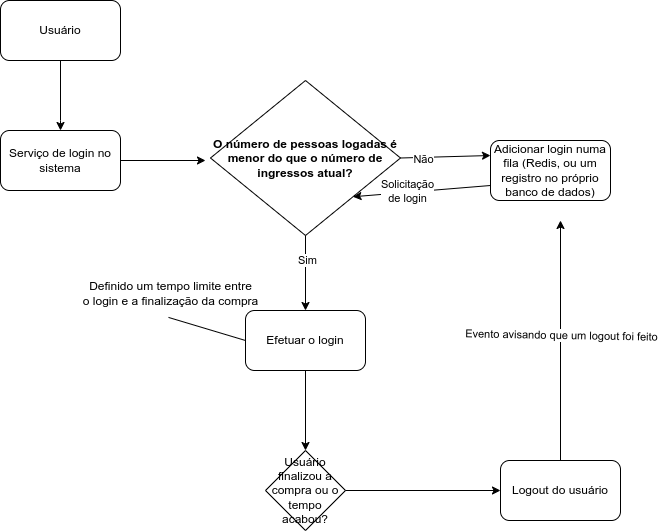 Usuário
Serviço de login no
sistema
O número de pessoas logadas é
menor do que o número de
ingressos atual?
Não
Adicionar login numa
fila (Redis, ou um
registro no próprio
banco de dados)
Solicitação
de login
Sim
Definido um tempo limite entre
o login e a finalização da compra
Efetuar o login
Evento avisando que um logout foi feito
Usuário
finalizou a
compra ou o
tempo
acabou?
Logout do usuário